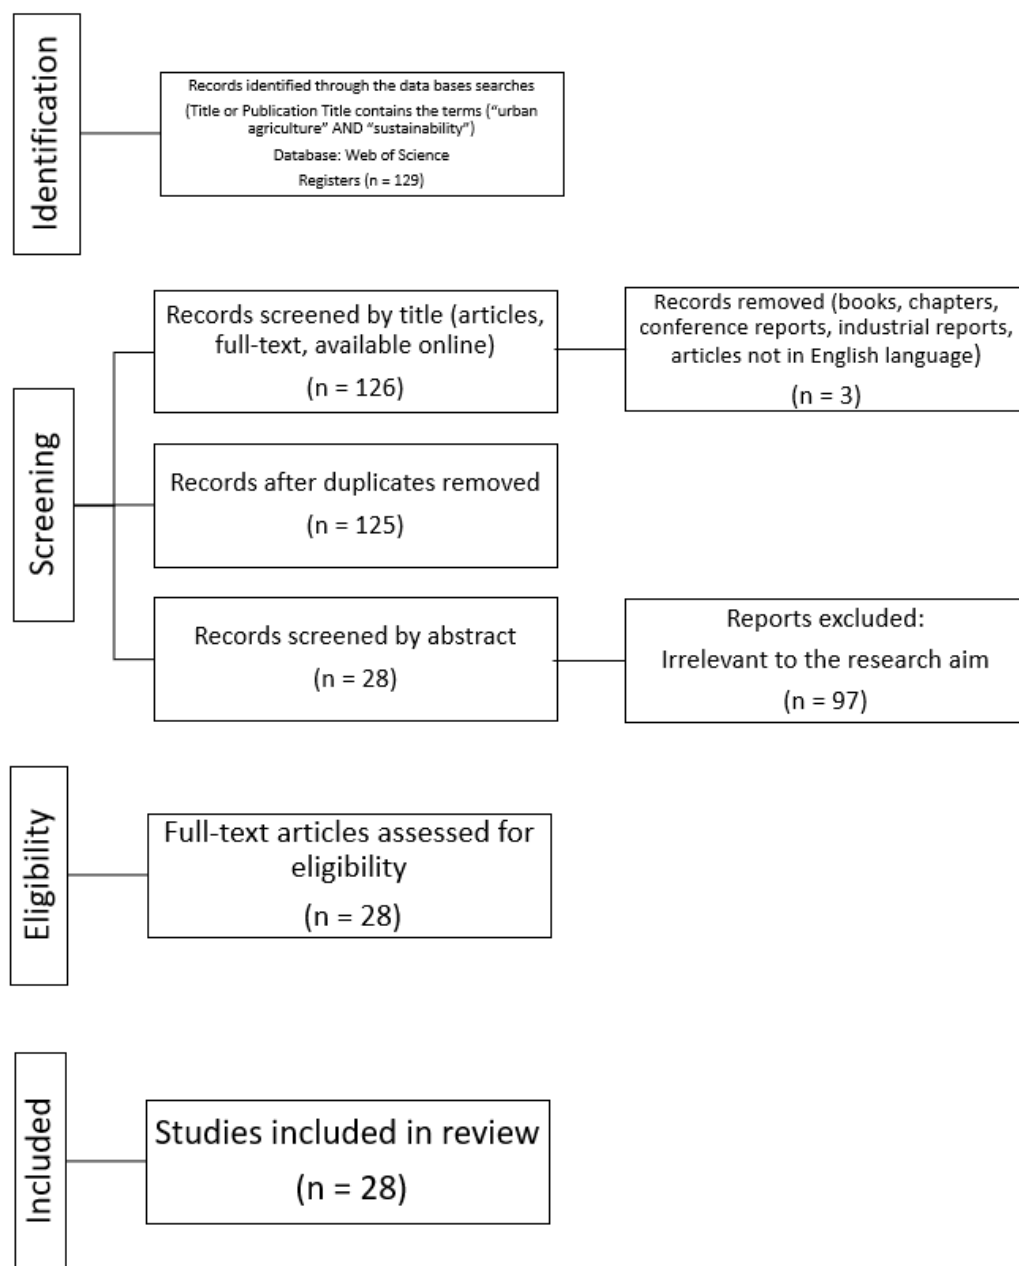 Identification
Records identified through the data bases searches
(Title or Publication Title contains the terms (“urban
agriculture” AND “sustainability”)
Database: Web of Science
Registers (n = 129)
Screening
Records screened by title (articles,
full-text, available online)
(n = 126)
Records removed (books, chapters,
conference reports, industrial reports,
articles not in English language)
(n = 3)
Records after duplicates removed
(n = 125)
Records screened by abstract
(n = 28)
Reports excluded:
Irrelevant to the research aim
(n = 97)
Eligibility
Full-text articles assessed for
eligibility
(n = 28)
Included
Studies included in review
(n = 28)